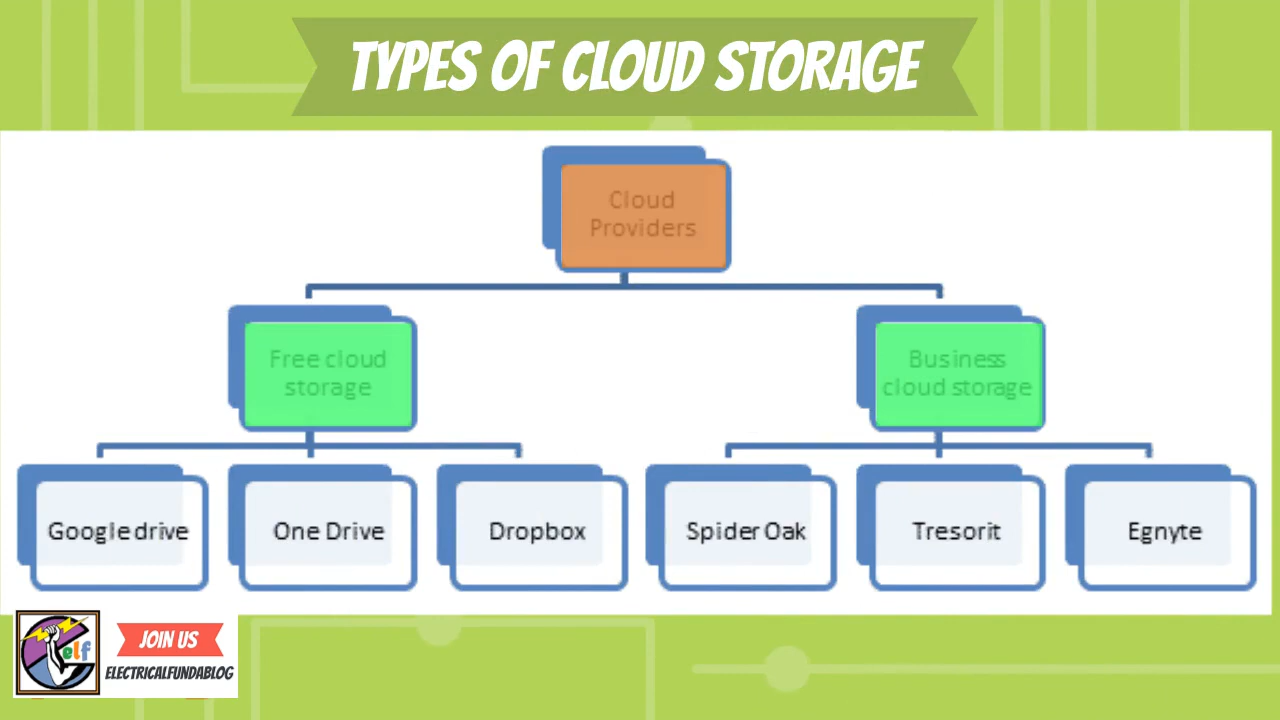 TYPES OF CLOUD STORAGE
Cloud
Providers
Free cloud
storage
Business
cloud storage
Google drive
One Drive
Dropbox
Spider Oak
Tresorit
Egnyte
elf
JOIN US
ELECTRICALFUNDABLOG